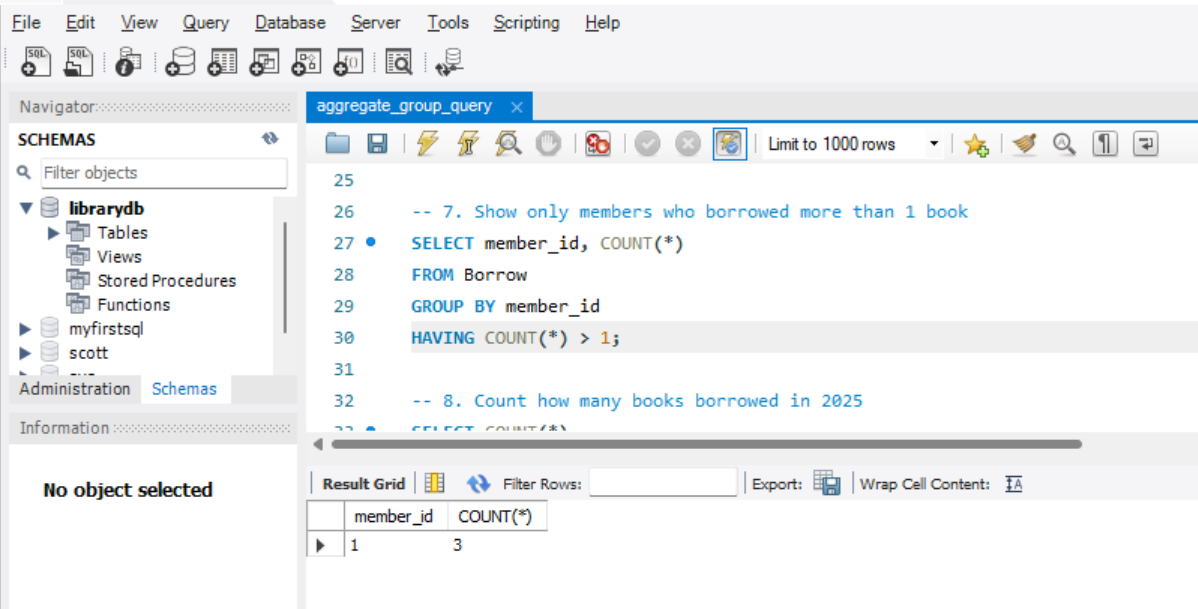 File Edit View Query Database Server Tools Scripting Help
SQL SQL
Navigator
SCHEMAS
Filter objects
librarydb
Tables
Views
Stored Procedures
Functions
myfirstsql
scott
Administration Schemas
Information
No object selected
aggregate_group_query
Limit to 1000 rows
25
26 -- 7. Show only members who borrowed more than 1 book
27 SELECT member_id, COUNT(*)
28 FROM Borrow
29 GROUP BY member_id
30 HAVING COUNT(*) > 1;
31
32 -- 8. Count how many books borrowed in 2025
33 SELECT COUNT(*)
Result Grid Filter Rows: Export: Wrap Cell Content:
member_id COUNT(*)
1 3